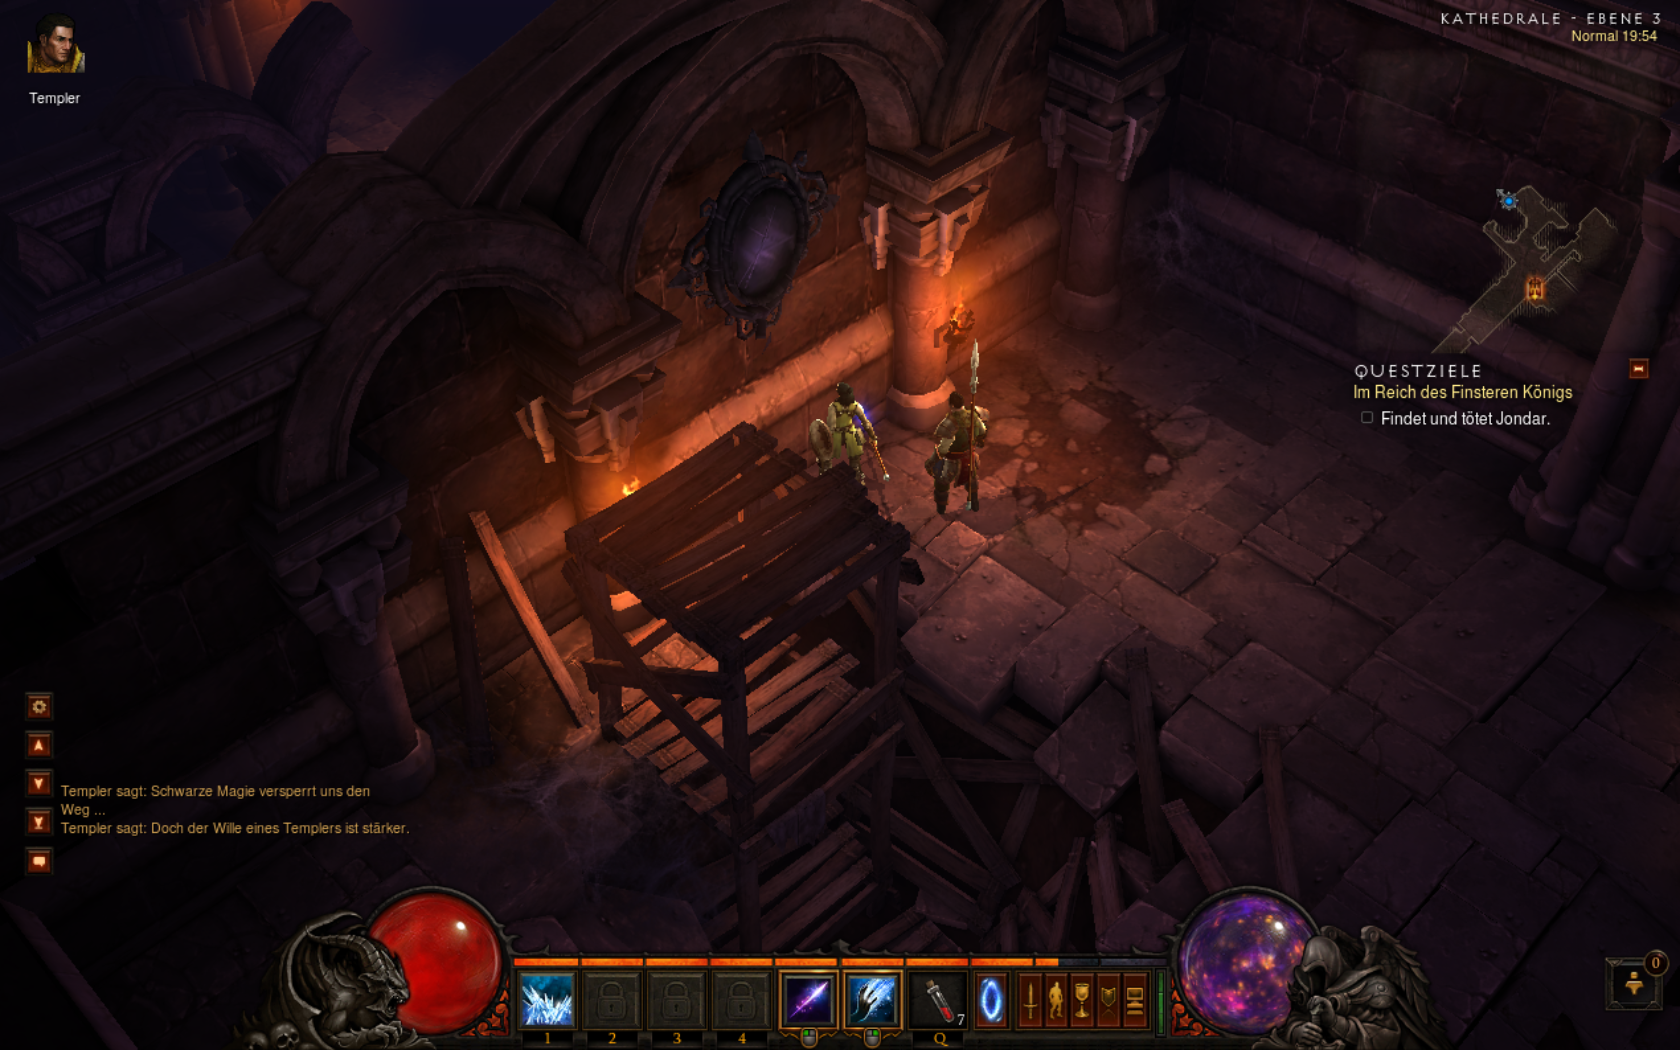 Templer
KATHEDRALE - EBENE 3
Normal 19:54
QUESTZIELE
Im Reich des Finsteren Königs
Findet und tötet Jondar.
Templer sagt: Schwarze Magie versperrt uns den
Weg ...
Templer sagt: Doch der Wille eines Templers ist stärker.
7
0
1 2 3 4 Q